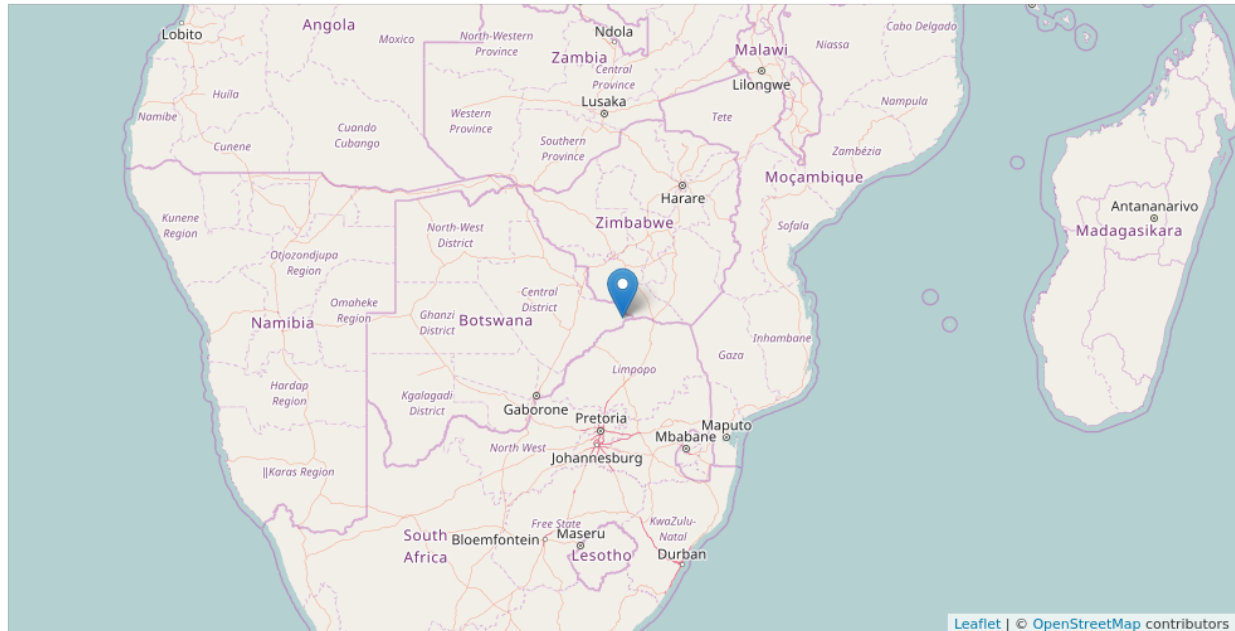 Angola
Lobito
Moxico
North-Western
Province
Ndola
Zambia
Central
Province
Malawi
Lilongwe
Niassa
Cabo Delgado
Huíla
Namibe
Cunene
Cuando
Cubango
Western
Province
Lusaka
Southern
Province
Tete
Nampula
Zambézia
Moçambique
Harare
Zimbabwe
Sofala
Antananarivo
Madagasikara
Kunene
Region
Otjozondjupa
Region
North-West
District
Omaheke
Region
Ghanzi
District
Central
District
Namibia
Botswana
Inhambane
Gaza
Limpopo
Hardap
Region
Kgalagadi
District
Gaborone
Pretoria
Johannesburg
Mbabane
Maputo
North West
||Karas Region
South
Africa
Free State
Bloemfontein
Maseru
Lesotho
KwaZulu-
Natal
Durban
Leaflet | © OpenStreetMap contributors